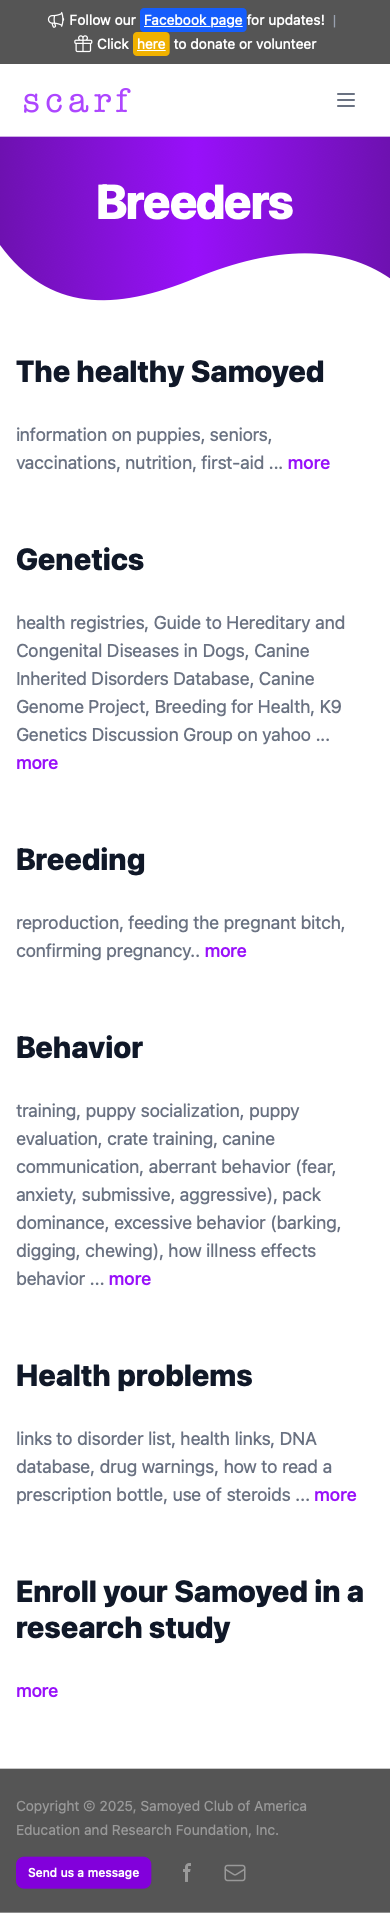 Follow our Facebook page for updates! |
Click here to donate or volunteer
scarf
Breeders
The healthy Samoyed
information on puppies, seniors,
vaccinations, nutrition, first-aid ... more
Genetics
health registries, Guide to Hereditary and
Congenital Diseases in Dogs, Canine
Inherited Disorders Database, Canine
Genome Project, Breeding for Health, K9
Genetics Discussion Group on yahoo ...
more
Breeding
reproduction, feeding the pregnant bitch,
confirming pregnancy.. more
Behavior
training, puppy socialization, puppy
evaluation, crate training, canine
communication, aberrant behavior (fear,
anxiety, submissive, aggressive), pack
dominance, excessive behavior (barking,
digging, chewing), how illness effects
behavior ... more
Health problems
links to disorder list, health links, DNA
database, drug warnings, how to read a
prescription bottle, use of steroids ... more
Enroll your Samoyed in a
research study
more
Copyright © 2025, Samoyed Club of America
Education and Research Foundation, Inc.
Send us a message